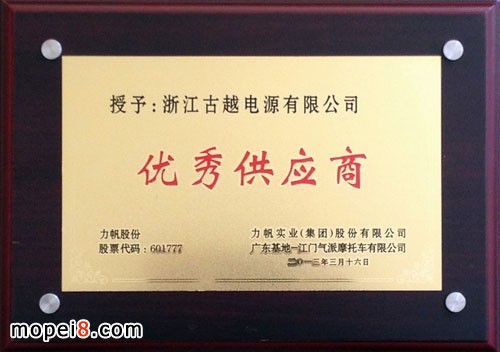 授予:浙江古越电源有限公司
优秀供应商
力帆股份
股票代码:601777
力帆实业(集团)股份有限公司
广东基地-江门气派摩托车有限公司
二〇一三年三月十六日
mopei8.com